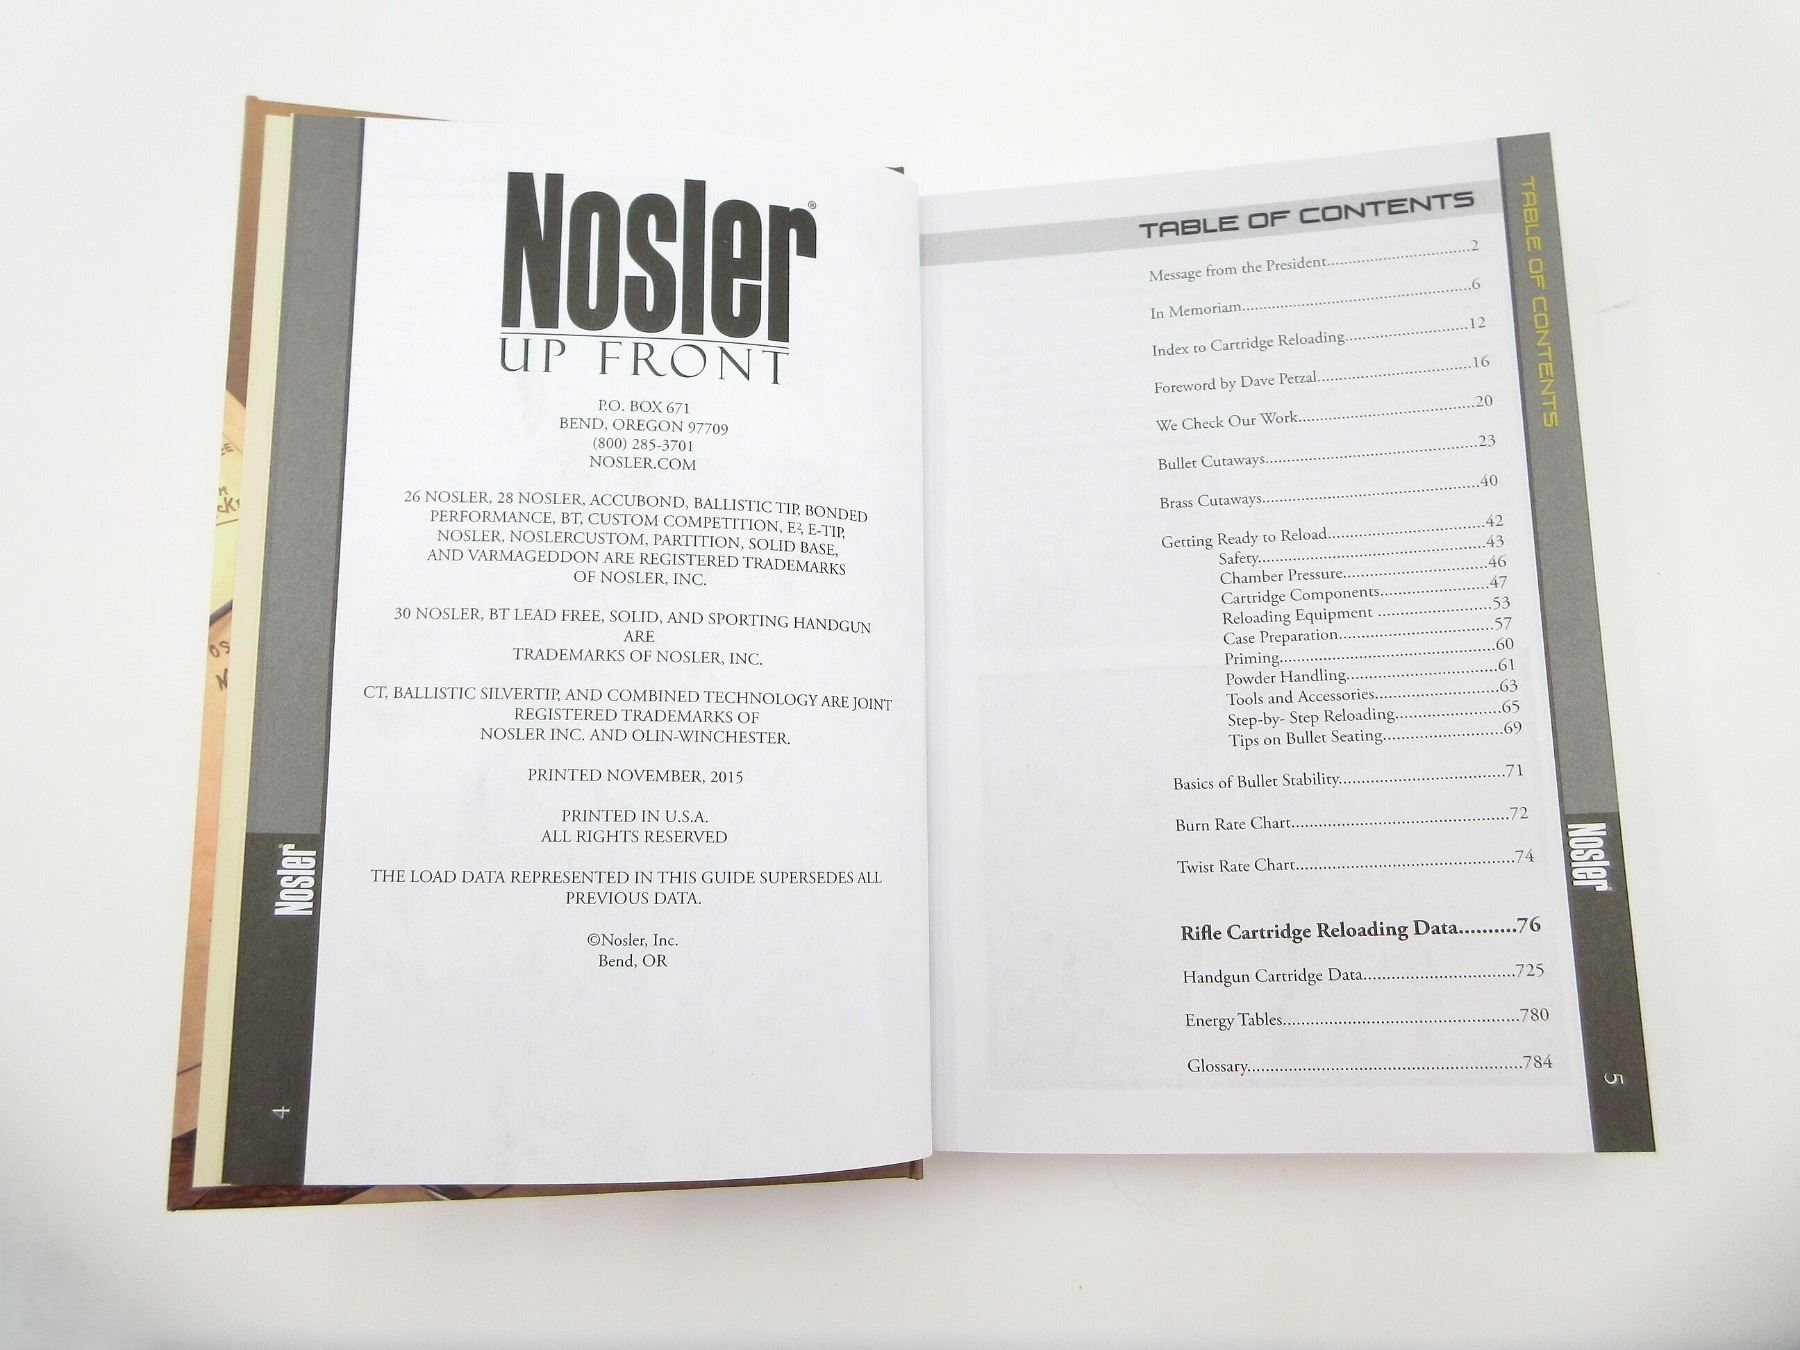 Nosler®
UP FRONT
P.O. BOX 671
BEND, OREGON 97709
(800) 285-3701
NOSLER.COM
26 NOSLER, 28 NOSLER, ACCUBOND, BALLISTIC TIP, BONDED
PERFORMANCE, BT, CUSTOM COMPETITION, E², E-TIP,
NOSLER, NOSLERCUSTOM, PARTITION, SOLID BASE,
AND VARMAGEDDON ARE REGISTERED TRADEMARKS
OF NOSLER, INC.
30 NOSLER, BT LEAD FREE, SOLID, AND SPORTING HANDGUN
ARE
TRADEMARKS OF NOSLER, INC.
CT, BALLISTIC SILVERTIP, AND COMBINED TECHNOLOGY ARE JOINT
REGISTERED TRADEMARKS OF
NOSLER INC. AND OLIN-WINCHESTER.
PRINTED NOVEMBER, 2015
PRINTED IN U.S.A.
ALL RIGHTS RESERVED
THE LOAD DATA REPRESENTED IN THIS GUIDE SUPERSEDES ALL
PREVIOUS DATA.
©Nosler, Inc.
Bend, OR
Nosler
4
TABLE OF CONTENTS
Message from the President....................2
In Memoriam....................6
Index to Cartridge Reloading....................12
Foreword by Dave Petzal....................16
We Check Our Work....................20
Bullet Cutaways....................23
Brass Cutaways....................40
Getting Ready to Reload....................42
Safety....................43
Chamber Pressure....................46
Cartridge Components....................47
Reloading Equipment ....................53
Case Preparation....................57
Priming....................60
Powder Handling....................61
Tools and Accessories....................63
Step-by- Step Reloading....................65
Tips on Bullet Seating....................69
Basics of Bullet Stability....................71
Burn Rate Chart....................72
Twist Rate Chart....................74
Rifle Cartridge Reloading Data..........76
Handgun Cartridge Data....................725
Energy Tables....................780
Glossary....................784
TABLE OF CONTENTS
Nosler
5